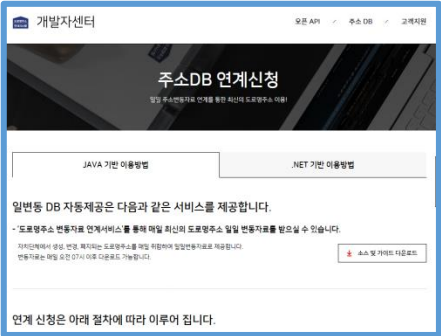 개발자센터
오픈 API / 주소 DB / 고객지원
주소DB 연계신청
일일 주소변동자료 연계를 통한 최신의 도로명주소 이용!
JAVA 기반 이용방법
.NET 기반 이용방법
일변동 DB 자동제공은 다음과 같은 서비스를 제공합니다.
- '도로명주소 변동자료 연계서비스'를 통해 매일 최신의 도로명주소 일일 변동자료를 받으실 수 있습니다.
자치단체에서 생성, 변경, 폐지되는 도로명주소를 매일 취합하여 일일변동자료로 제공됩니다.
변동자료는 매일 오전 07시 이후 다운로드 가능합니다.
소스 및 가이드 다운로드
연계 신청은 아래 절차에 따라 이루어 집니다.